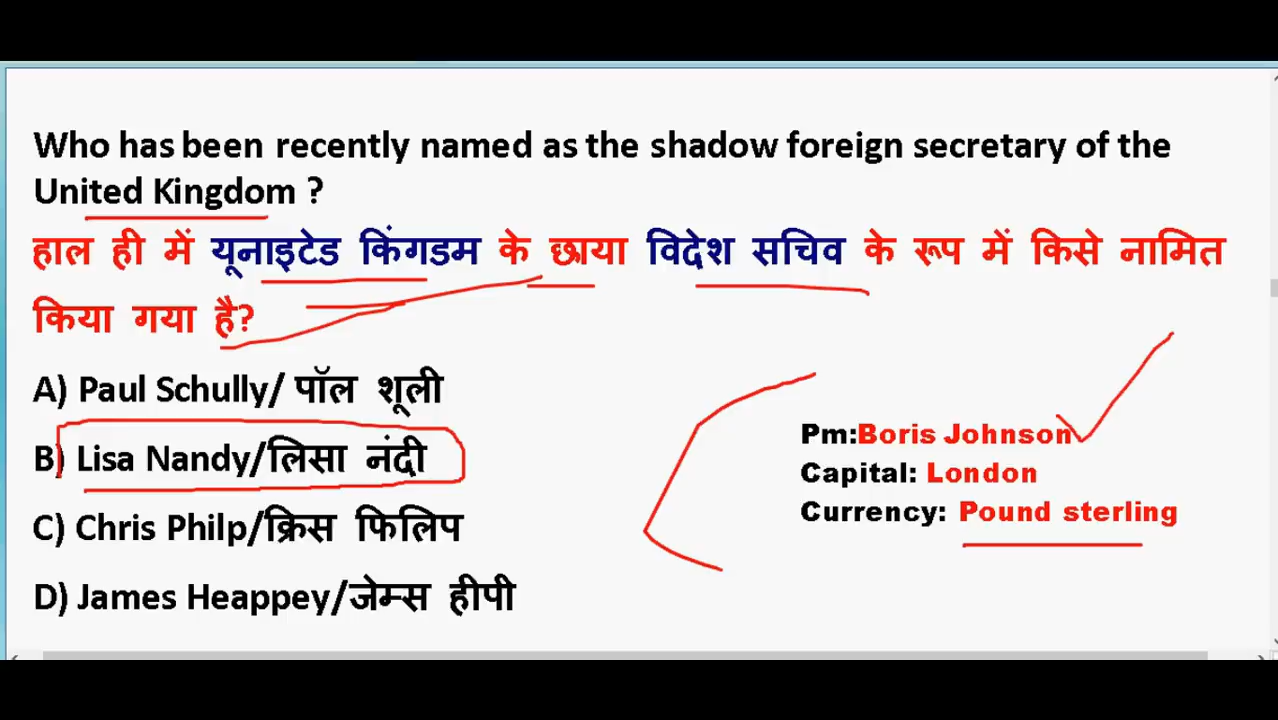 Who has been recently named as the shadow foreign secretary of the
United Kingdom ?
हाल ही में यूनाइटेड किंगडम के छाया विदेश सचिव के रूप में किसे नामित
किया गया है?
A) Paul Schully/ पॉल शूली
B) Lisa Nandy/लिसा नंदी
C) Chris Philp/क्रिस फिलिप
D) James Heappey/जेम्स हीपी
Pm:Boris Johnson
Capital: London
Currency: Pound sterling